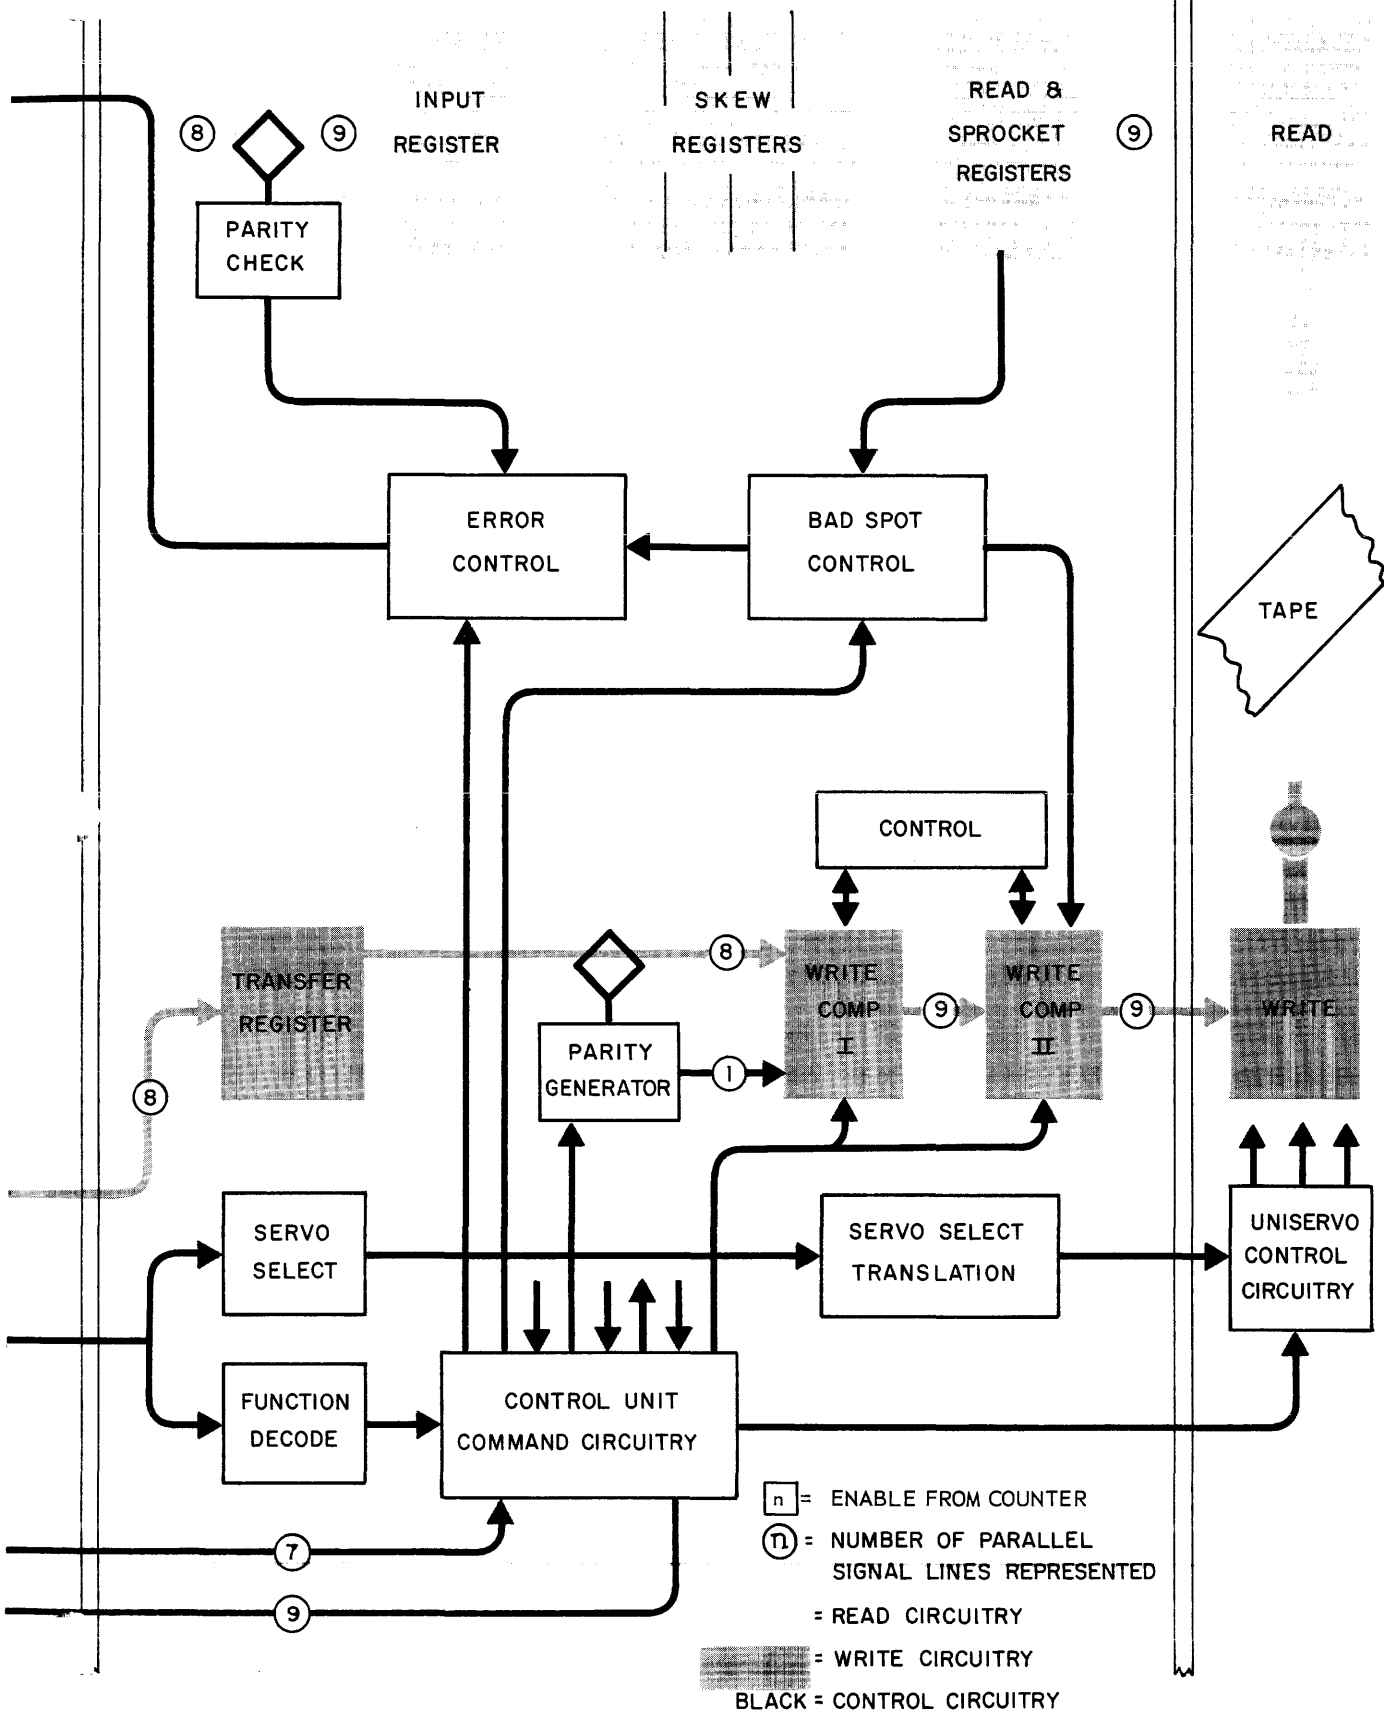 INPUT
REGISTER
SKEW
REGISTERS
READ &
SPROCKET
REGISTERS
READ
8
9
9
PARITY
CHECK
ERROR
CONTROL
BAD SPOT
CONTROL
TAPE
CONTROL
TRANSFER
REGISTER
8
WRITE
COMP
I
9
WRITE
COMP
II
9
WRITE
PARITY
GENERATOR
1
8
SERVO
SELECT
SERVO SELECT
TRANSLATION
UNISERVO
CONTROL
CIRCUITRY
FUNCTION
DECODE
CONTROL UNIT
COMMAND CIRCUITRY
7
9
n = ENABLE FROM COUNTER
n = NUMBER OF PARALLEL
SIGNAL LINES REPRESENTED
= READ CIRCUITRY
= WRITE CIRCUITRY
BLACK = CONTROL CIRCUITRY